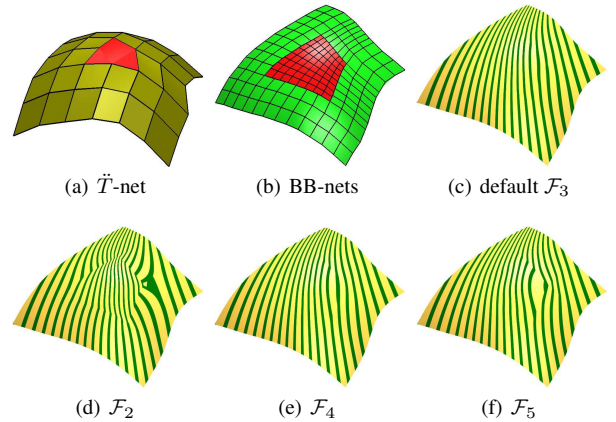 (a) T̈-net
(b) BB-nets
(c) default ℱ₃
(d) ℱ₂
(e) ℱ₄
(f) ℱ₅